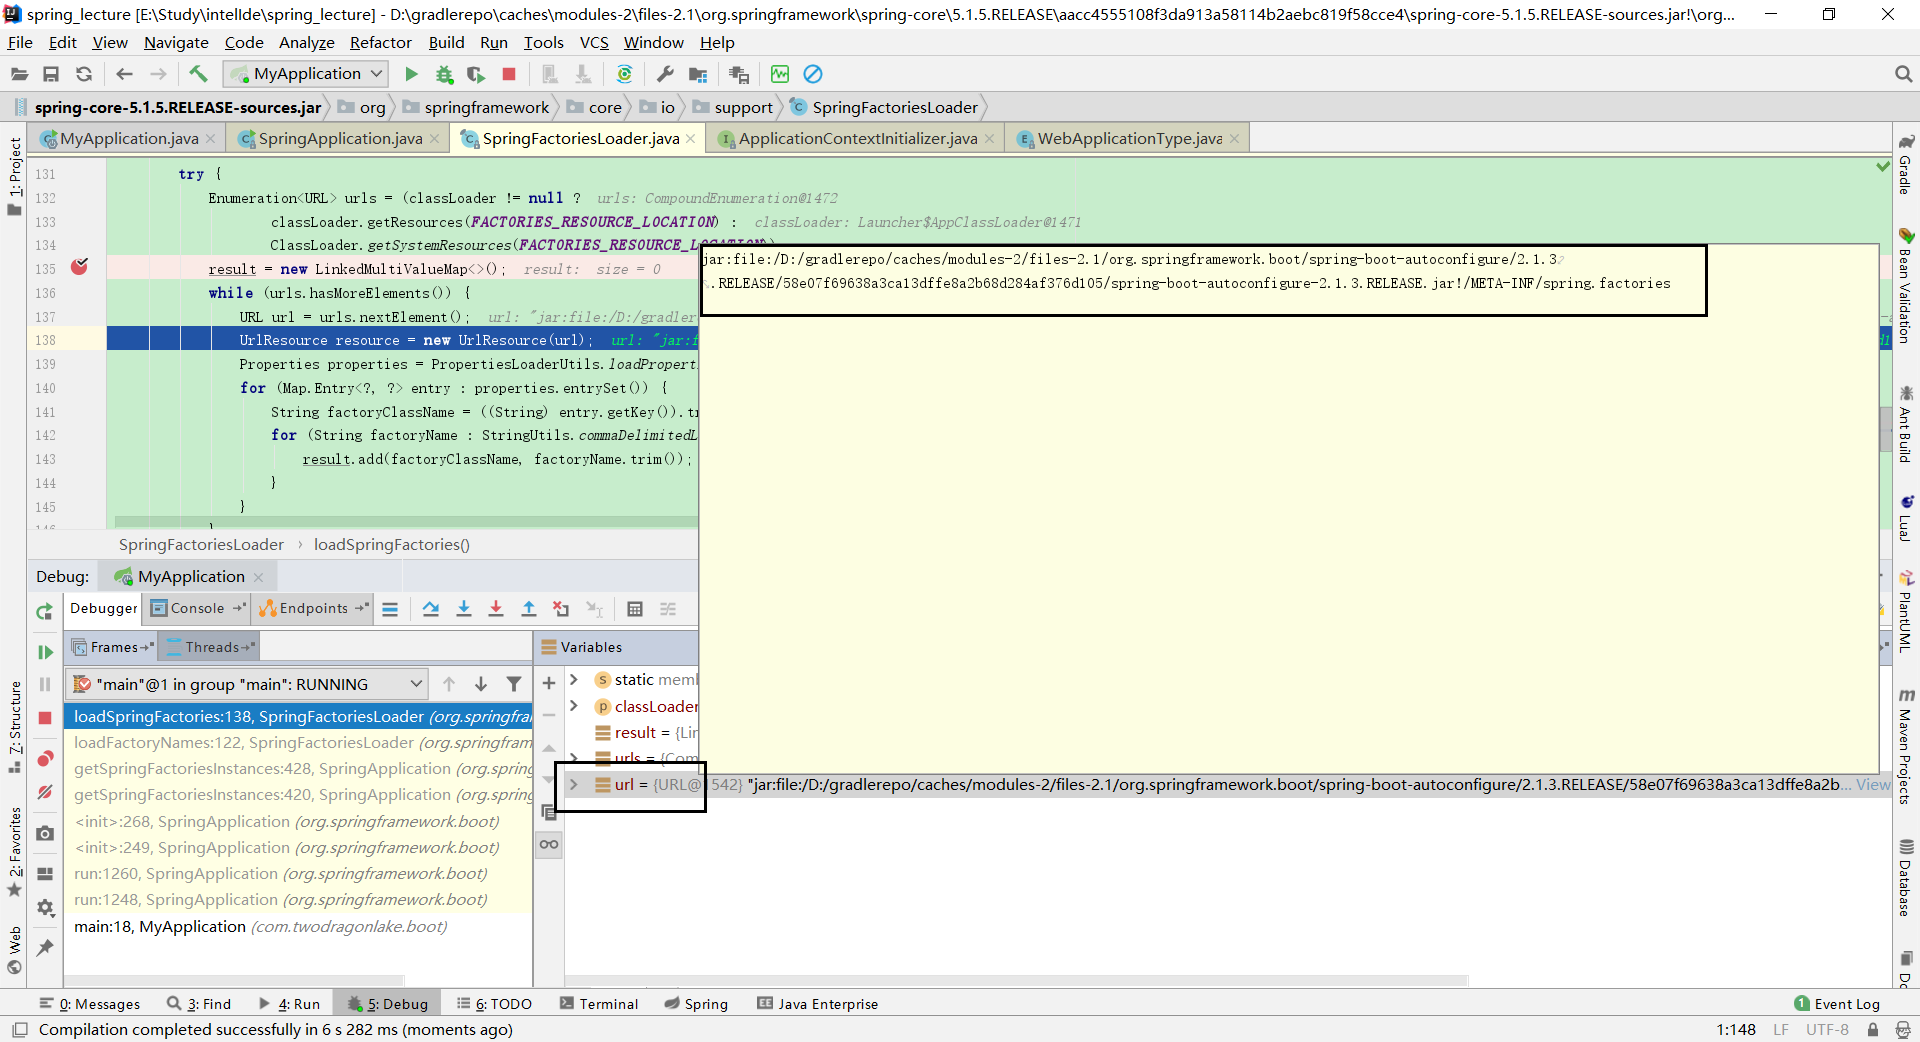 spring_lecture [E:\Study\intelIde\spring_lecture] - D:\gradlerepo\caches\modules-2\files-2.1\org.springframework\spring-core\5.1.5.RELEASE\aacc4555108f3da913a58114b2aebc819f58cce4\spring-core-5.1.5.RELEASE-sources.jar!\org...
File Edit View Navigate Code Analyze Refactor Build Run Tools VCS Window Help
MyApplication
spring-core-5.1.5.RELEASE-sources.jar org springframework core io support SpringFactoriesLoader
MyApplication.java SpringApplication.java SpringFactoriesLoader.java ApplicationContextInitializer.java WebApplicationType.java
131 try {
132 Enumeration<URL> urls = (classLoader != null ? urls: CompoundEnumeration@1472
133 classLoader.getResources(FACTORIES_RESOURCE_LOCATION) : classLoader: Launcher$AppClassLoader@1471
134 ClassLoader.getSystemResources(FACTORIES_RESOURCE_L
135 result = new LinkedMultiValueMap<>(); result: size = 0
136 while (urls.hasMoreElements()) {
137 URL url = urls.nextElement(); url: "jar:file:/D:/gradler
138 UrlResource resource = new UrlResource(url); url: "jar:f
139 Properties properties = PropertiesLoaderUtils.loadPropert
140 for (Map.Entry<?, ?> entry : properties.entrySet()) {
141 String factoryClassName = ((String) entry.getKey()).t
142 for (String factoryName : StringUtils.commaDelimitedL
143 result.add(factoryClassName, factoryName.trim());
144 }
145 }
146
jar:file:/D:/gradlerepo/caches/modules-2/files-2.1/org.springframework.boot/spring-boot-autoconfigure/2.1.3
.RELEASE/58e07f69638a3ca13dffe8a2b68d284af376d105/spring-boot-autoconfigure-2.1.3.RELEASE.jar!/META-INF/spring.factories
SpringFactoriesLoader › loadSpringFactories()
Debug: MyApplication
Debugger Console Endpoints
Frames Threads
Variables
"main"@1 in group "main": RUNNING
loadSpringFactories:138, SpringFactoriesLoader (org.springfra
loadFactoryNames:122, SpringFactoriesLoader (org.springfram
getSpringFactoriesInstances:428, SpringApplication (org.spring
getSpringFactoriesInstances:420, SpringApplication (org.spring
<init>:268, SpringApplication (org.springframework.boot)
<init>:249, SpringApplication (org.springframework.boot)
run:1260, SpringApplication (org.springframework.boot)
run:1248, SpringApplication (org.springframework.boot)
main:18, MyApplication (com.twodragonlake.boot)
static memb
classLoader
result = {Lin
urls = {Com
url = {URL@1542} "jar:file:/D:/gradlerepo/caches/modules-2/files-2.1/org.springframework.boot/spring-boot-autoconfigure/2.1.3.RELEASE/58e07f69638a3ca13dffe8a2b... View
1: Project
7: Structure
2: Favorites
Web
Gradle
Bean Validation
Ant Build
LuaJ
PlantUML
Maven Projects
Database
0: Messages 3: Find 4: Run 5: Debug 6: TODO Terminal Spring Java Enterprise 1 Event Log
Compilation completed successfully in 6 s 282 ms (moments ago) 1:148 LF UTF-8